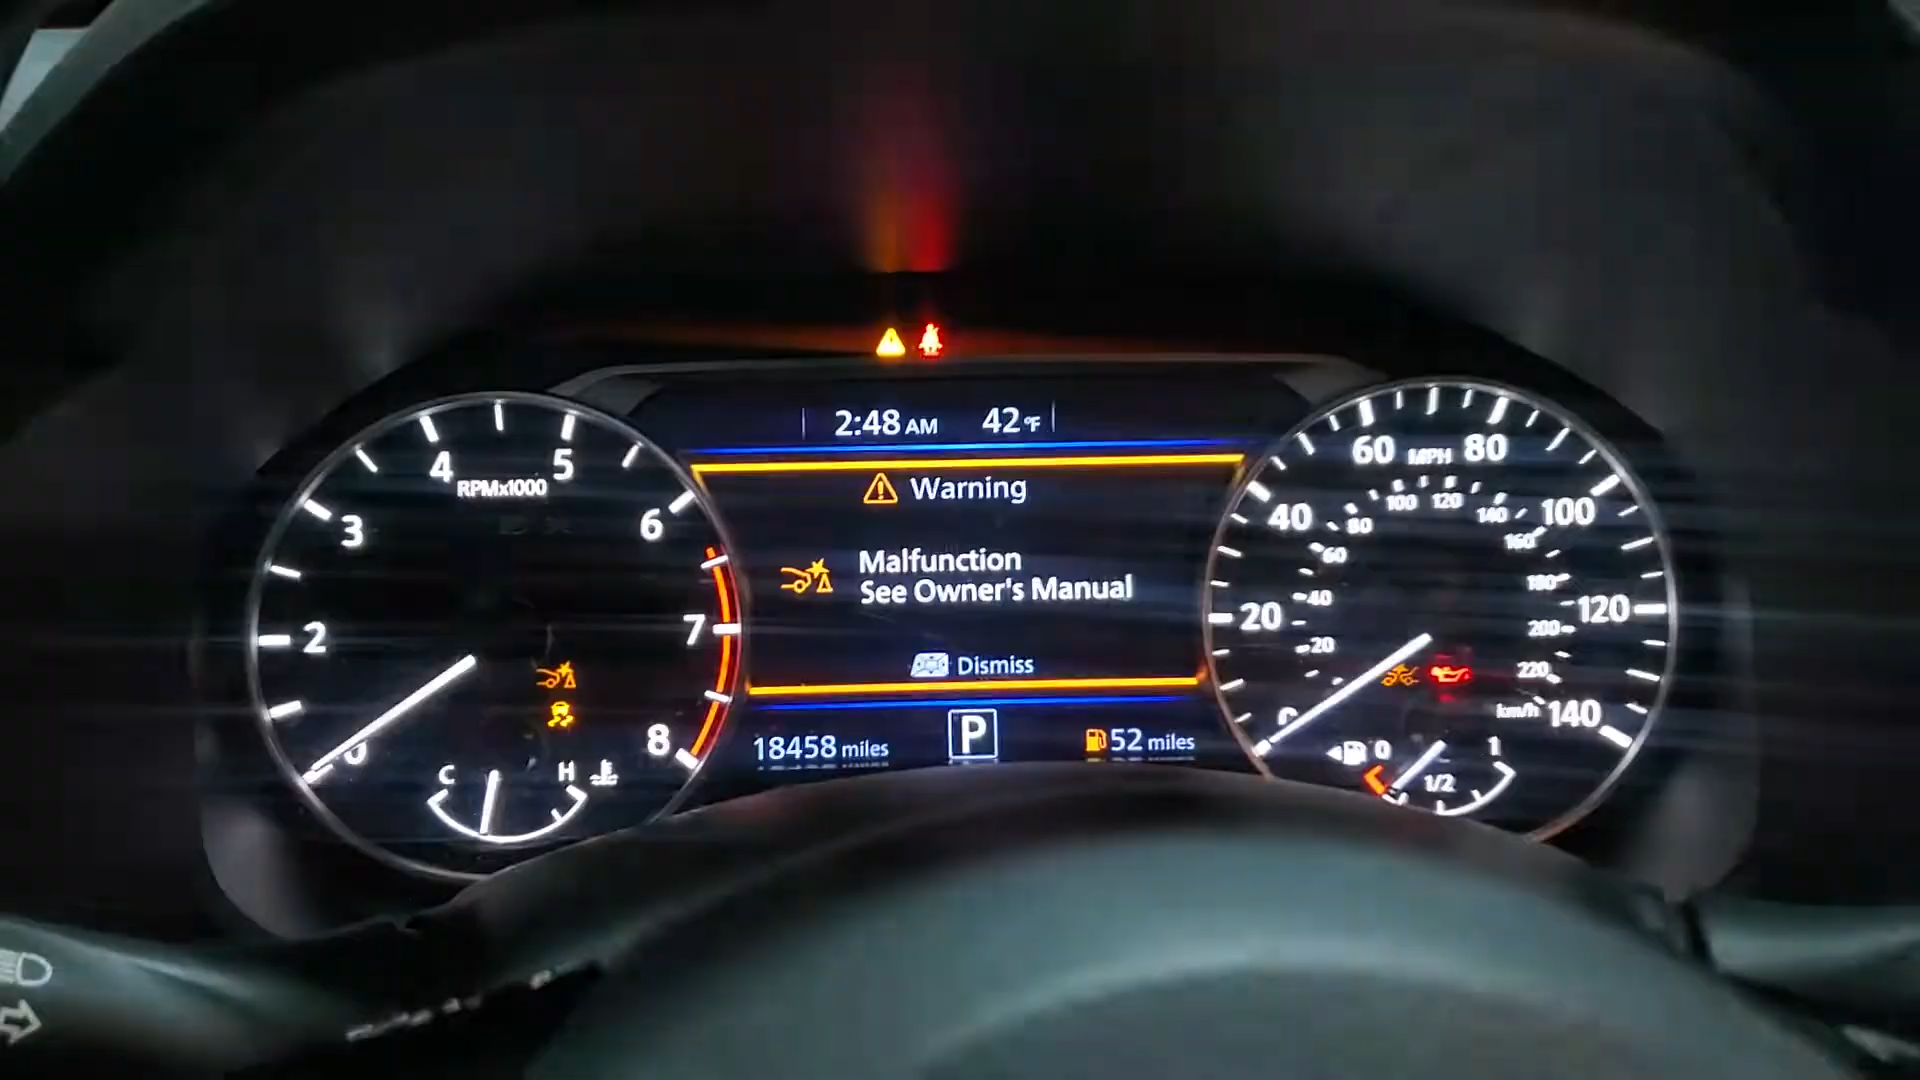 2:48 AM 42 °F
Warning
Malfunction
See Owner's Manual
Dismiss
18458 miles
P
52 miles
RPMx1000
0
2
3
4
5
6
7
8
C
H
MPH
0
20
40
60
80
100
120
140
km/h
20
40
60
80
100
120
140
160
180
200
220
0
1/2
1